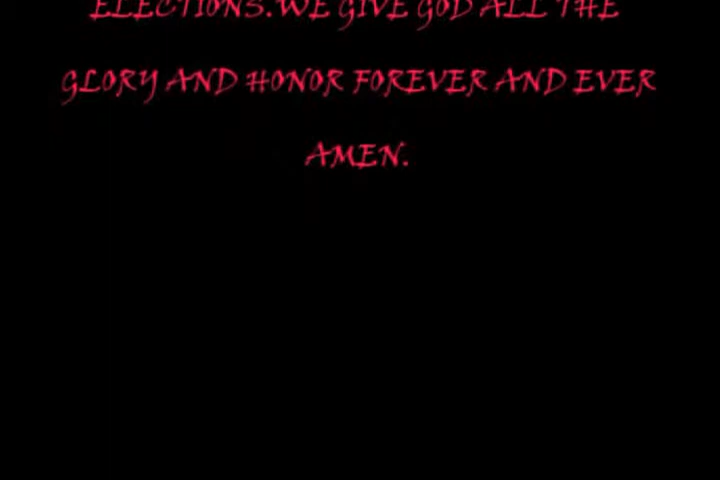 ELECTIONS.WE GIVE GOD ALL THE
GLORY AND HONOR FOREVER AND EVER
AMEN.